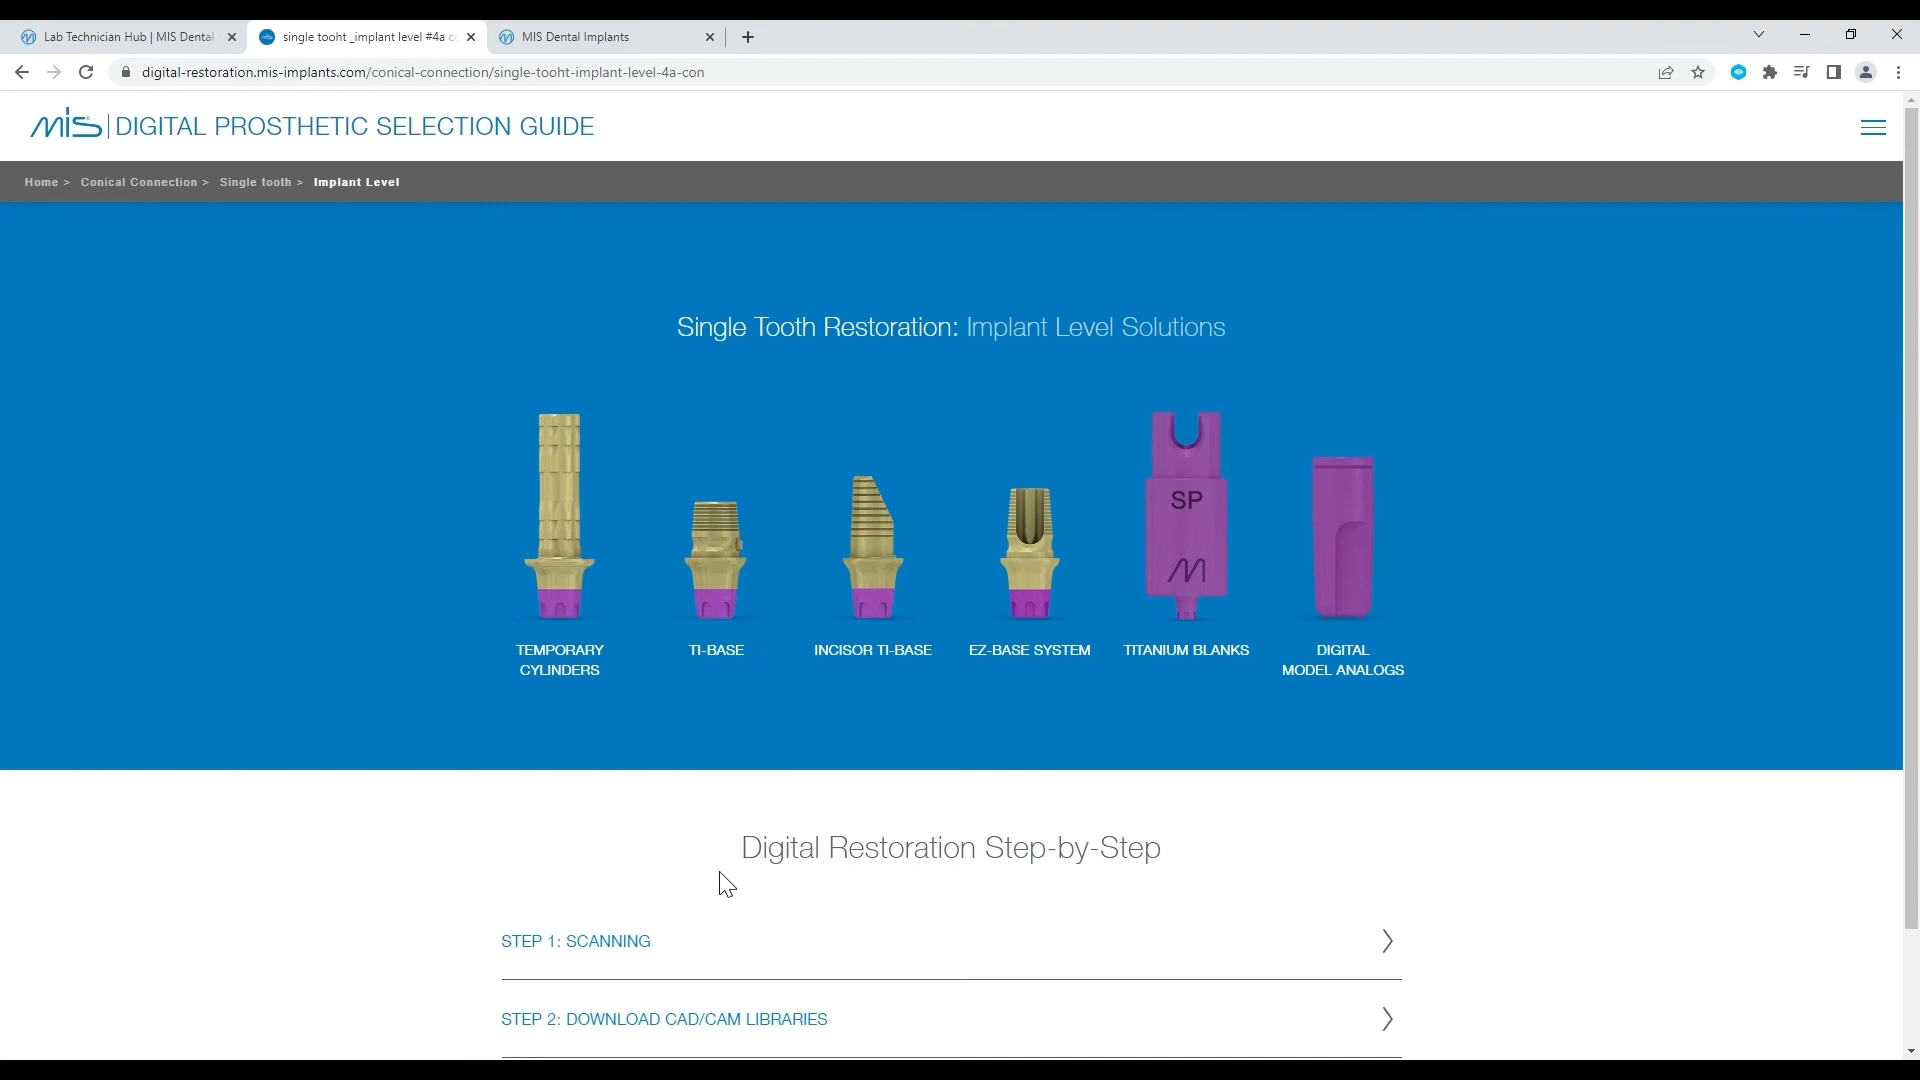 Lab Technician Hub | MIS Dental
single tooht _implant level #4a co
MIS Dental Implants
digital-restoration.mis-implants.com/conical-connection/single-tooht-implant-level-4a-con
MIS | DIGITAL PROSTHETIC SELECTION GUIDE
Home > Conical Connection > Single tooth > Implant Level
Single Tooth Restoration: Implant Level Solutions
SP
M
TEMPORARY
CYLINDERS
TI-BASE
INCISOR TI-BASE
EZ-BASE SYSTEM
TITANIUM BLANKS
DIGITAL
MODEL ANALOGS
Digital Restoration Step-by-Step
STEP 1: SCANNING
STEP 2: DOWNLOAD CAD/CAM LIBRARIES